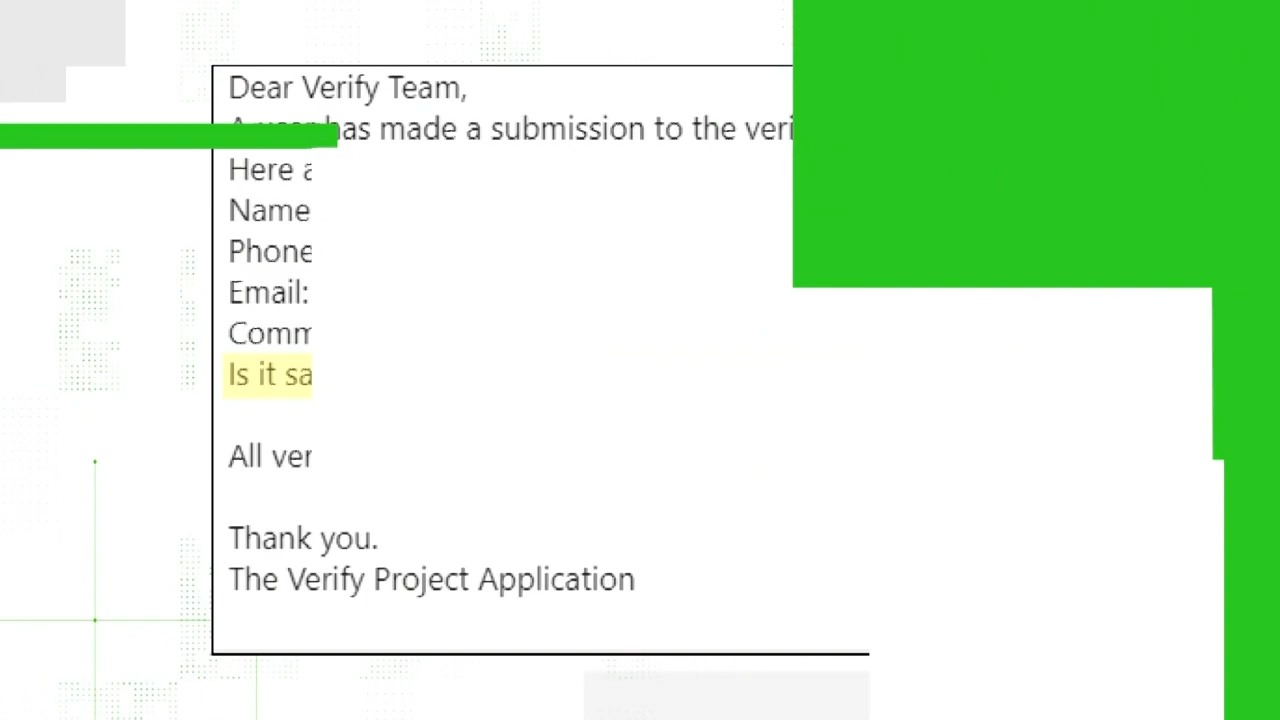 Dear Verify Team,
has made a submission to the veri
Here a
Name
Phone
Email:
Comm
Is it sa
All ver
Thank you.
The Verify Project Application